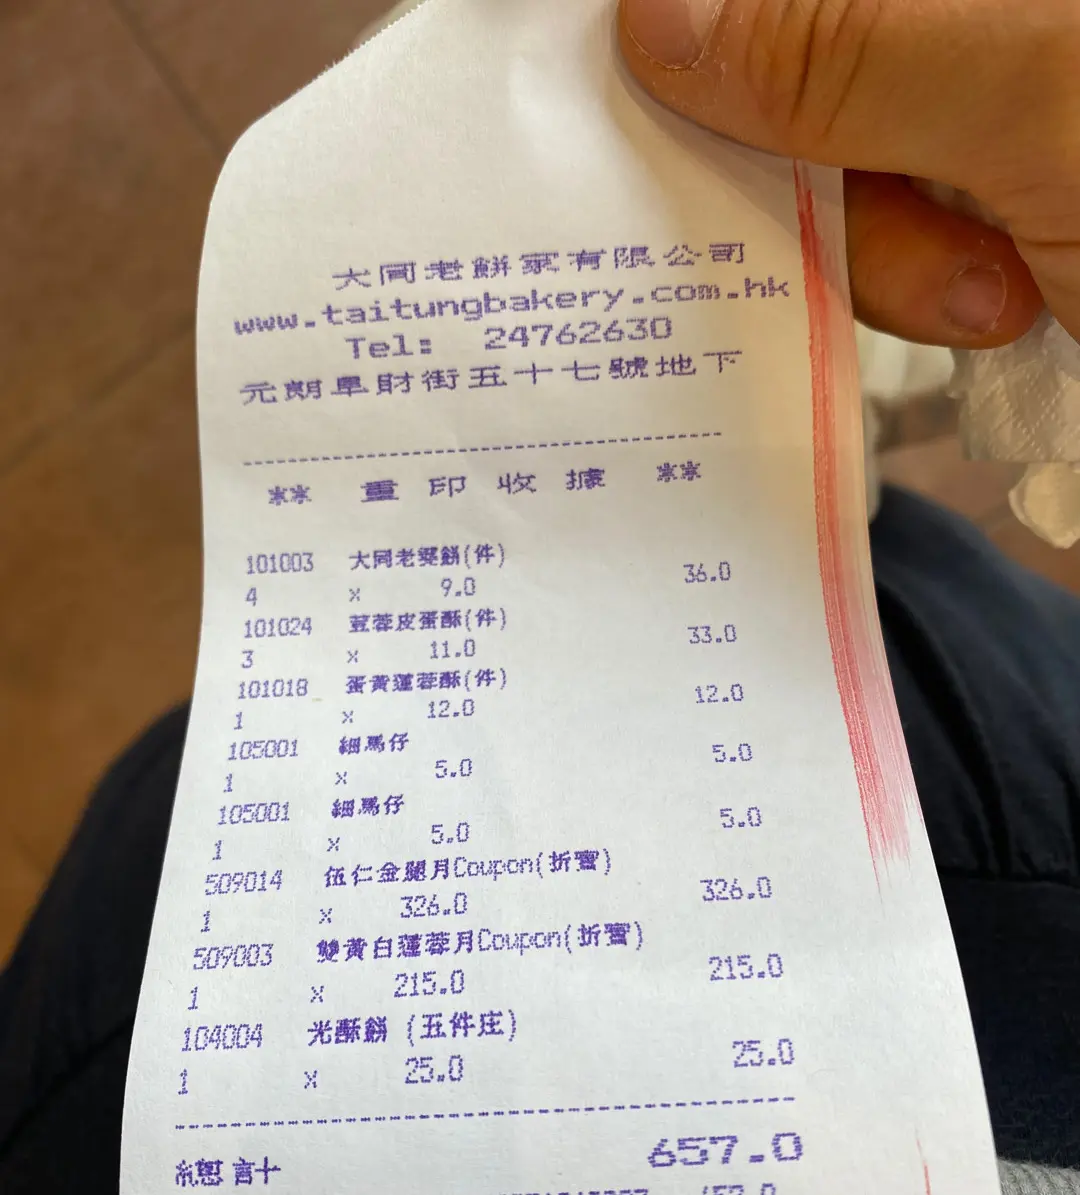 大同老餅家有限公司
www.taitungbakery.com.hk
Tel: 24762630
元朗阜財街五十七號地下
** 重印收據 **
101003 大同老婆餅(件)
4 x 9.0 36.0
101024 荳蓉皮蛋酥(件)
3 x 11.0 33.0
101018 蛋黃蓮蓉酥(件)
1 x 12.0 12.0
105001 細馬仔
1 x 5.0 5.0
105001 細馬仔
1 x 5.0 5.0
509014 伍仁金腿月Coupon(折實)
1 x 326.0 326.0
509003 雙黃白蓮蓉月Coupon(折實)
1 x 215.0 215.0
104004 光酥餅 (五件庄)
1 x 25.0 25.0
總計 657.0